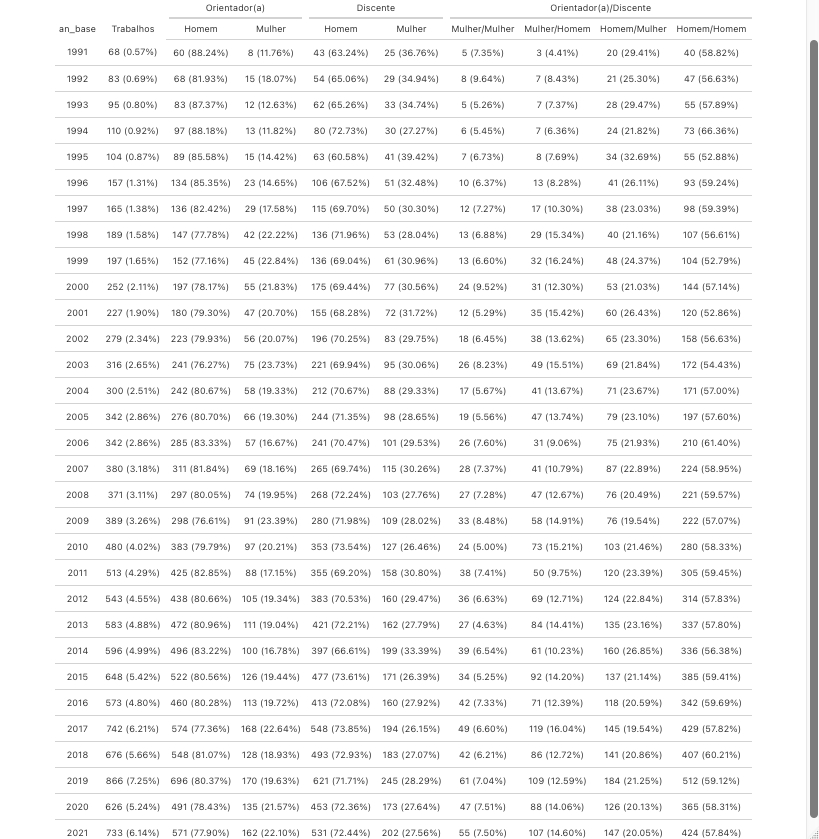 Orientador(a) Discente Orientador(a)/Discente
an_base Trabalhos Homem Mulher Homem Mulher Mulher/Mulher Mulher/Homem Homem/Mulher Homem/Homem
1991 68 (0.57%) 60 (88.24%) 8 (11.76%) 43 (63.24%) 25 (36.76%) 5 (7.35%) 3 (4.41%) 20 (29.41%) 40 (58.82%)
1992 83 (0.69%) 68 (81.93%) 15 (18.07%) 54 (65.06%) 29 (34.94%) 8 (9.64%) 7 (8.43%) 21 (25.30%) 47 (56.63%)
1993 95 (0.80%) 83 (87.37%) 12 (12.63%) 62 (65.26%) 33 (34.74%) 5 (5.26%) 7 (7.37%) 28 (29.47%) 55 (57.89%)
1994 110 (0.92%) 97 (88.18%) 13 (11.82%) 80 (72.73%) 30 (27.27%) 6 (5.45%) 7 (6.36%) 24 (21.82%) 73 (66.36%)
1995 104 (0.87%) 89 (85.58%) 15 (14.42%) 63 (60.58%) 41 (39.42%) 7 (6.73%) 8 (7.69%) 34 (32.69%) 55 (52.88%)
1996 157 (1.31%) 134 (85.35%) 23 (14.65%) 106 (67.52%) 51 (32.48%) 10 (6.37%) 13 (8.28%) 41 (26.11%) 93 (59.24%)
1997 165 (1.38%) 136 (82.42%) 29 (17.58%) 115 (69.70%) 50 (30.30%) 12 (7.27%) 17 (10.30%) 38 (23.03%) 98 (59.39%)
1998 189 (1.58%) 147 (77.78%) 42 (22.22%) 136 (71.96%) 53 (28.04%) 13 (6.88%) 29 (15.34%) 40 (21.16%) 107 (56.61%)
1999 197 (1.65%) 152 (77.16%) 45 (22.84%) 136 (69.04%) 61 (30.96%) 13 (6.60%) 32 (16.24%) 48 (24.37%) 104 (52.79%)
2000 252 (2.11%) 197 (78.17%) 55 (21.83%) 175 (69.44%) 77 (30.56%) 24 (9.52%) 31 (12.30%) 53 (21.03%) 144 (57.14%)
2001 227 (1.90%) 180 (79.30%) 47 (20.70%) 155 (68.28%) 72 (31.72%) 12 (5.29%) 35 (15.42%) 60 (26.43%) 120 (52.86%)
2002 279 (2.34%) 223 (79.93%) 56 (20.07%) 196 (70.25%) 83 (29.75%) 18 (6.45%) 38 (13.62%) 65 (23.30%) 158 (56.63%)
2003 316 (2.65%) 241 (76.27%) 75 (23.73%) 221 (69.94%) 95 (30.06%) 26 (8.23%) 49 (15.51%) 69 (21.84%) 172 (54.43%)
2004 300 (2.51%) 242 (80.67%) 58 (19.33%) 212 (70.67%) 88 (29.33%) 17 (5.67%) 41 (13.67%) 71 (23.67%) 171 (57.00%)
2005 342 (2.86%) 276 (80.70%) 66 (19.30%) 244 (71.35%) 98 (28.65%) 19 (5.56%) 47 (13.74%) 79 (23.10%) 197 (57.60%)
2006 342 (2.86%) 285 (83.33%) 57 (16.67%) 241 (70.47%) 101 (29.53%) 26 (7.60%) 31 (9.06%) 75 (21.93%) 210 (61.40%)
2007 380 (3.18%) 311 (81.84%) 69 (18.16%) 265 (69.74%) 115 (30.26%) 28 (7.37%) 41 (10.79%) 87 (22.89%) 224 (58.95%)
2008 371 (3.11%) 297 (80.05%) 74 (19.95%) 268 (72.24%) 103 (27.76%) 27 (7.28%) 47 (12.67%) 76 (20.49%) 221 (59.57%)
2009 389 (3.26%) 298 (76.61%) 91 (23.39%) 280 (71.98%) 109 (28.02%) 33 (8.48%) 58 (14.91%) 76 (19.54%) 222 (57.07%)
2010 480 (4.02%) 383 (79.79%) 97 (20.21%) 353 (73.54%) 127 (26.46%) 24 (5.00%) 73 (15.21%) 103 (21.46%) 280 (58.33%)
2011 513 (4.29%) 425 (82.85%) 88 (17.15%) 355 (69.20%) 158 (30.80%) 38 (7.41%) 50 (9.75%) 120 (23.39%) 305 (59.45%)
2012 543 (4.55%) 438 (80.66%) 105 (19.34%) 383 (70.53%) 160 (29.47%) 36 (6.63%) 69 (12.71%) 124 (22.84%) 314 (57.83%)
2013 583 (4.88%) 472 (80.96%) 111 (19.04%) 421 (72.21%) 162 (27.79%) 27 (4.63%) 84 (14.41%) 135 (23.16%) 337 (57.80%)
2014 596 (4.99%) 496 (83.22%) 100 (16.78%) 397 (66.61%) 199 (33.39%) 39 (6.54%) 61 (10.23%) 160 (26.85%) 336 (56.38%)
2015 648 (5.42%) 522 (80.56%) 126 (19.44%) 477 (73.61%) 171 (26.39%) 34 (5.25%) 92 (14.20%) 137 (21.14%) 385 (59.41%)
2016 573 (4.80%) 460 (80.28%) 113 (19.72%) 413 (72.08%) 160 (27.92%) 42 (7.33%) 71 (12.39%) 118 (20.59%) 342 (59.69%)
2017 742 (6.21%) 574 (77.36%) 168 (22.64%) 548 (73.85%) 194 (26.15%) 49 (6.60%) 119 (16.04%) 145 (19.54%) 429 (57.82%)
2018 676 (5.66%) 548 (81.07%) 128 (18.93%) 493 (72.93%) 183 (27.07%) 42 (6.21%) 86 (12.72%) 141 (20.86%) 407 (60.21%)
2019 866 (7.25%) 696 (80.37%) 170 (19.63%) 621 (71.71%) 245 (28.29%) 61 (7.04%) 109 (12.59%) 184 (21.25%) 512 (59.12%)
2020 626 (5.24%) 491 (78.43%) 135 (21.57%) 453 (72.36%) 173 (27.64%) 47 (7.51%) 88 (14.06%) 126 (20.13%) 365 (58.31%)
2021 733 (6.14%) 571 (77.90%) 162 (22.10%) 531 (72.44%) 202 (27.56%) 55 (7.50%) 107 (14.60%) 147 (20.05%) 424 (57.84%)